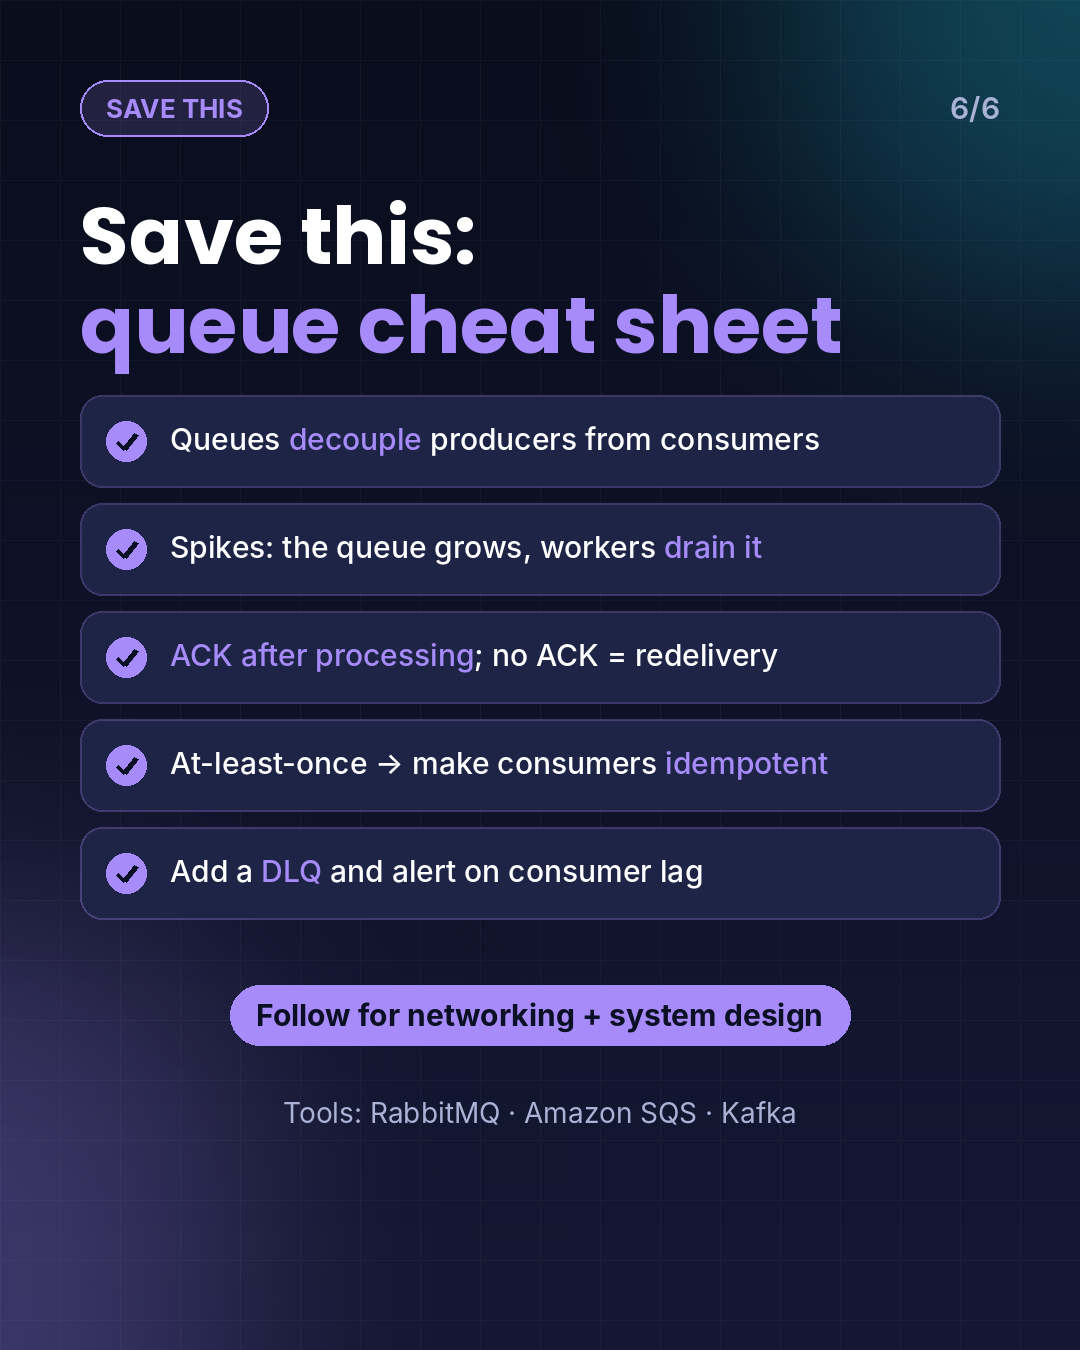 SAVE THIS
6/6
Save this:
queue cheat sheet
Queues decouple producers from consumers
Spikes: the queue grows, workers drain it
ACK after processing; no ACK = redelivery
At-least-once → make consumers idempotent
Add a DLQ and alert on consumer lag
Follow for networking + system design
Tools: RabbitMQ · Amazon SQS · Kafka